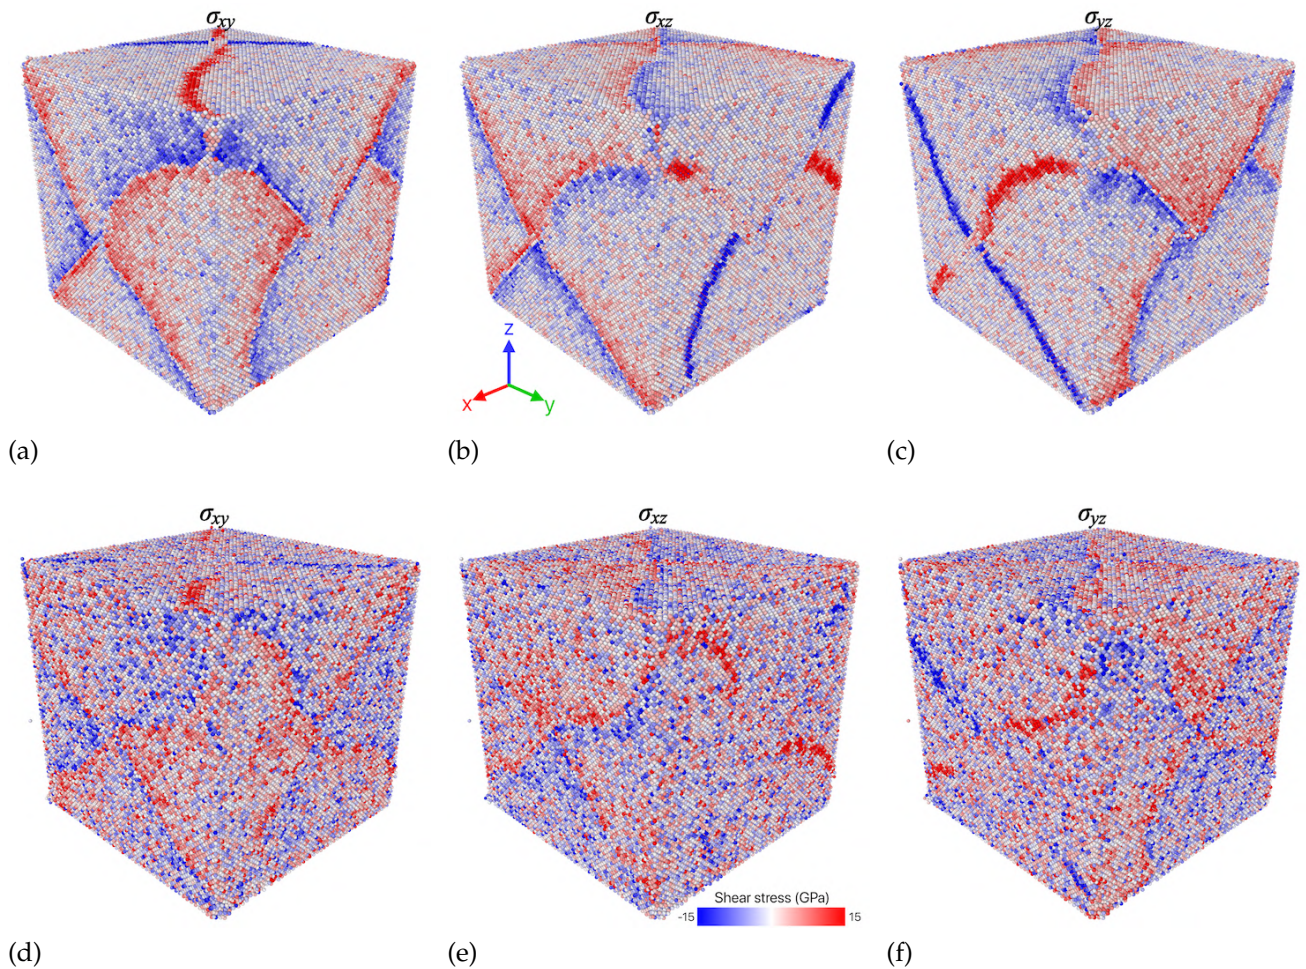 σxy
σxz
σyz
z
x
y
(a)
(b)
(c)
σxy
σxz
σyz
Shear stress (GPa)
-15
15
(d)
(e)
(f)